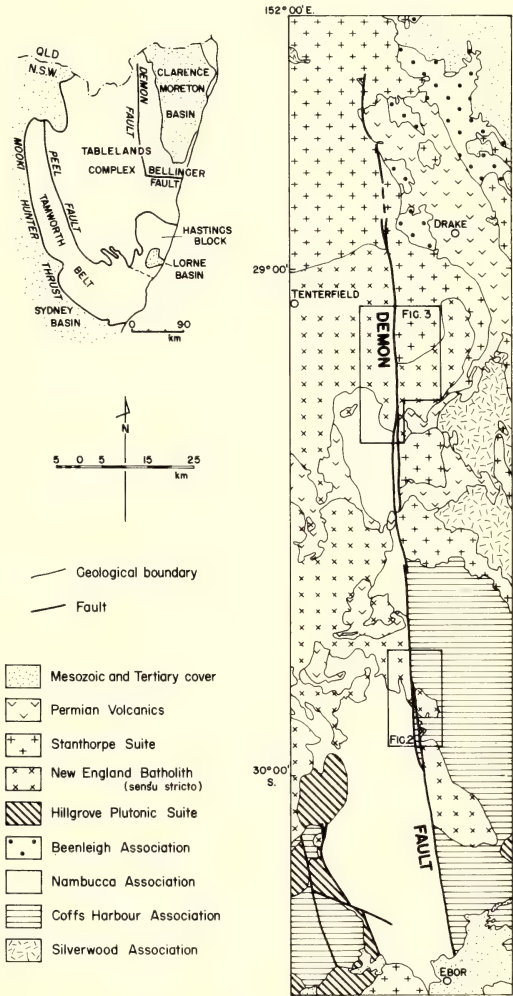 QLD
N.S.W.
DEMON
FAULT
CLARENCE
MORETON
BASIN
TABLELANDS
COMPLEX
BELLINGER
FAULT
MOOKI
HUNTER
THRUST
PEEL
FAULT
TAMWORTH
BELT
HASTINGS
BLOCK
LORNE
BASIN
SYDNEY
BASIN
0 90
km
N
5 0 5 10 15 25
km
Geological boundary
Fault
Mesozoic and Tertiary cover
Permian Volcanics
Stanthorpe Suite
New England Batholith
(sensu stricto)
Hillgrove Plutonic Suite
Beenleigh Association
Nambucca Association
Coffs Harbour Association
Silverwood Association
152°00'E.
DRAKE
29°00'
TENTERFIELD
DEMON
FIG. 3
FIG. 2
30°00'
S.
FAULT
EBOR